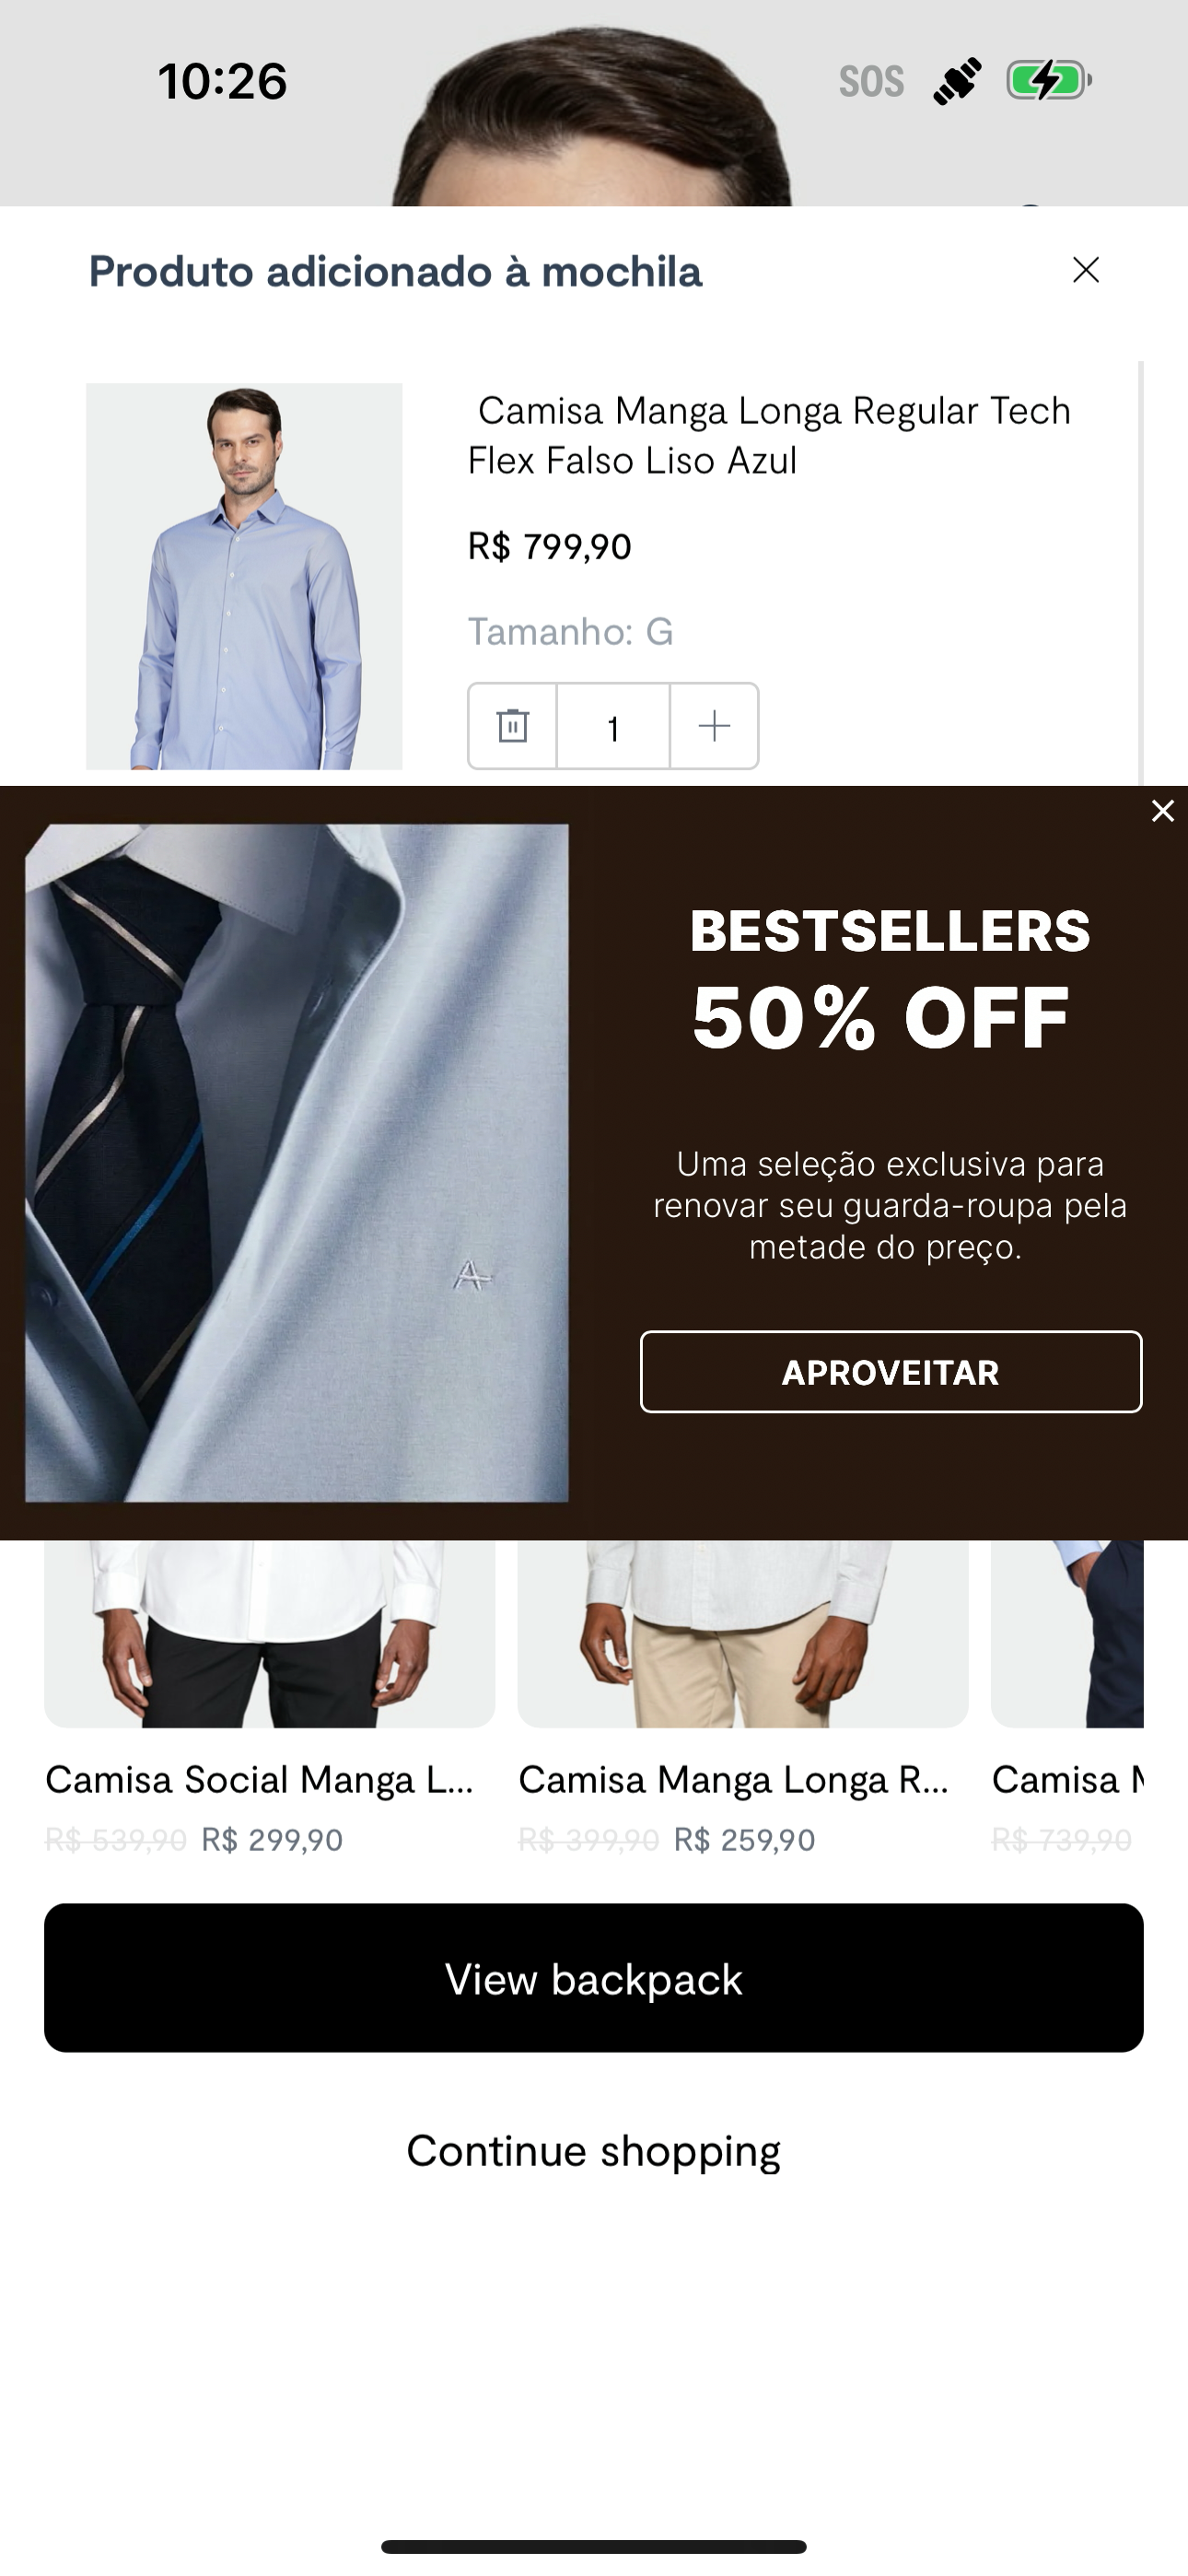 10:26
SOS
Produto adicionado à mochila
Camisa Manga Longa Regular Tech
Flex Falso Liso Azul
R$ 799,90
Tamanho: G
1
BESTSELLERS
50% OFF
Uma seleção exclusiva para
renovar seu guarda-roupa pela
metade do preço.
APROVEITAR
Camisa Social Manga L...
R$ 539,90 R$ 299,90
Camisa Manga Longa R...
R$ 399,90 R$ 259,90
Camisa
R$ 739,90
View backpack
Continue shopping